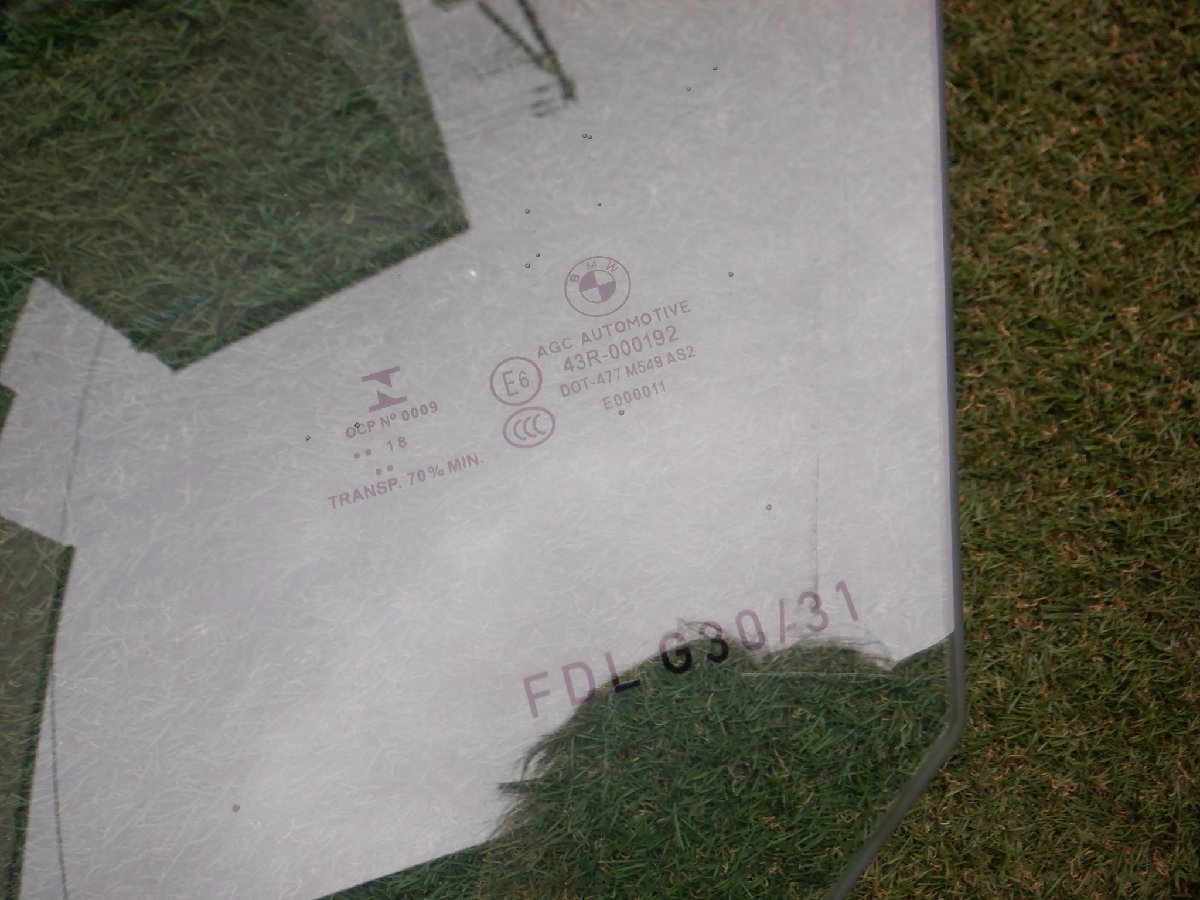 BMW
AGC AUTOMOTIVE
43R-000192
DOT-477 M549 AS2
E000011
E6
CCC
OCP Nº 0009
.. 18
..
TRANSP. 70% MIN.
FDL G30/31